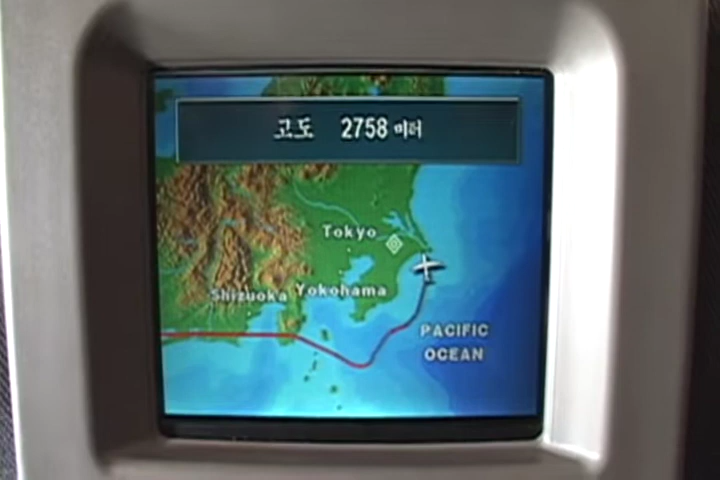 고도 2758 미터
Tokyo
Shizuoka Yokohama
PACIFIC
OCEAN